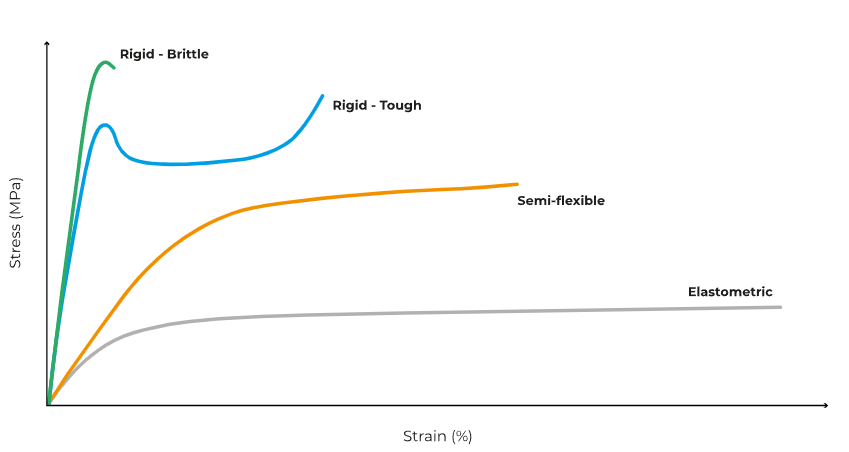 Rigid - Brittle
Rigid - Tough
Semi-flexible
Elastometric
Stress (MPa)
Strain (%)